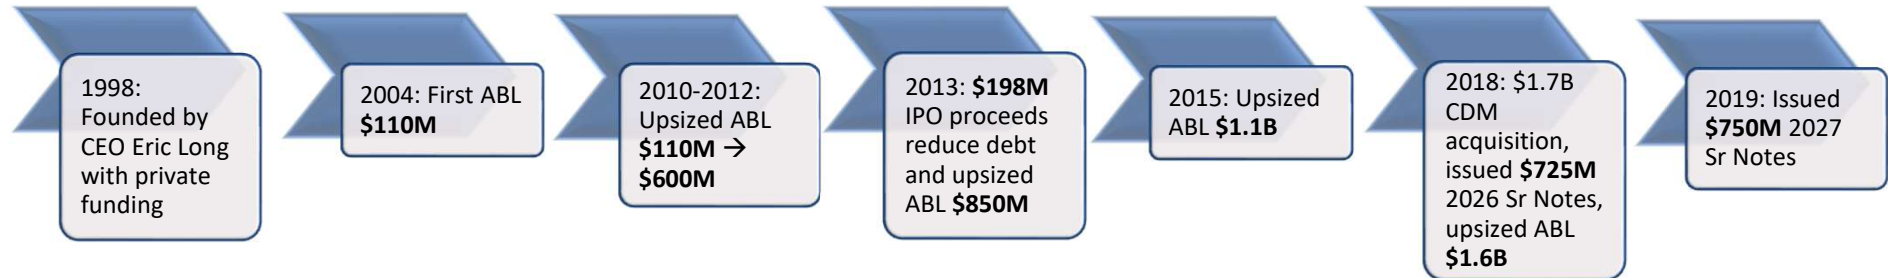 1998:
Founded by
CEO Eric Long
with private
funding
2004: First ABL
$110M
2010-2012:
Upsized ABL
$110M →
$600M
2013: $198M
IPO proceeds
reduce debt
and upsized
ABL $850M
2015: Upsized
ABL $1.1B
2018: $1.7B
CDM
acquisition,
issued $725M
2026 Sr Notes,
upsized ABL
$1.6B
2019: Issued
$750M 2027
Sr Notes